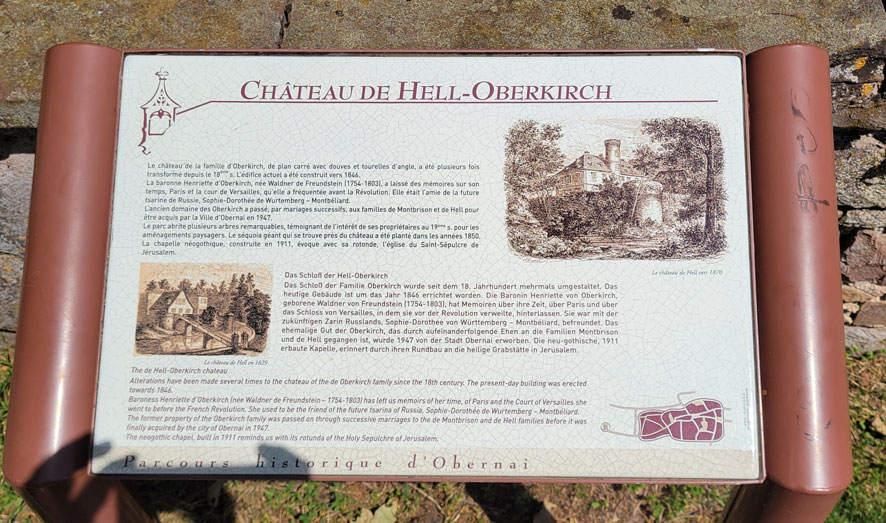 CHÂTEAU DE HELL-OBERKIRCH
Le château de la famille d'Oberkirch, de plan carré avec douves et tourelles d'angle, a été plusieurs fois
transformé depuis le 18ème s. L'édifice actuel a été construit vers 1846.
La baronne Henriette d'Oberkirch, née Waldner de Freundstein (1754-1803), a laissé des mémoires sur son
temps, Paris et la cour de Versailles, qu'elle a fréquentée avant la Révolution. Elle était l'amie de la future
tsarine de Russie, Sophie-Dorothée de Wurtemberg – Montbéliard.
L'ancien domaine des Oberkirch a passé, par mariages successifs, aux familles de Montbrison et de Hell pour
être acquis par la Ville d'Obernai en 1947.
Le parc abrite plusieurs arbres remarquables, témoignant de l'intérêt de ses propriétaires au 19ème s. pour les
aménagements paysagers. Le séquoia géant qui se trouve près du château a été planté dans les années 1850.
La chapelle néogothique, construite en 1911, évoque avec sa rotonde, l'église du Saint-Sépulcre de
Jérusalem.
Le château de Hell vers 1870
Das Schloß der Hell-Oberkirch
Das Schloß der Familie Oberkirch wurde seit dem 18. Jahrhundert mehrmals umgestaltet. Das
heutige Gebäude ist um das Jahr 1846 errichtet worden. Die Baronin Henriette von Oberkirch,
geborene Waldner von Freundstein (1754-1803), hat Memoiren über ihre Zeit, über Paris und über
das Schloss von Versailles, in dem sie vor der Revolution verweilte, hinterlassen. Sie war mit der
zukünftigen Zarin Russlands, Sophie-Dorothee von Württemberg – Montbéliard, befreundet. Das
ehemalige Gut der Oberkirch, das durch aufeinanderfolgende Ehen an die Familien Montbrison
und de Hell gegangen ist, wurde 1947 von der Stadt Obernai erworben. Die neu-gothische, 1911
erbaute Kapelle, erinnert durch ihren Rundbau an die heilige Grabstätte in Jerusalem.
Le château de Hell en 1829
The de Hell-Oberkirch chateau
Alterations have been made several times to the chateau of the de Oberkirch family since the 18th century. The present-day building was erected
towards 1846.
Baroness Henriette d'Oberkirch (née Waldner de Freundstein – 1754-1803) has left us memoirs of her time, of Paris and the Court of Versailles she
went to before the French Revolution. She used to be the friend of the future tsarina of Russia, Sophie-Dorothée de Wurtemberg – Montbéliard.
The former property of the Oberkirch family was passed on through successive marriages to the de Montbrison and de Hell families before it was
finally acquired by the city of Obernai in 1947.
The neogothic chapel, built in 1911 reminds us with its rotunda of the Holy Sepulchre of Jerusalem.
Parcours historique d'Obernai